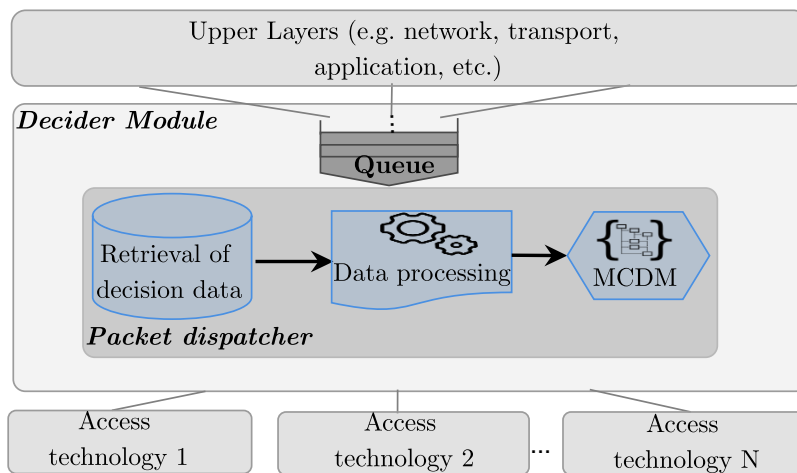 Upper Layers (e.g. network, transport,
application, etc.)
Decider Module
Queue
Retrieval of
decision data
Data processing
MCDM
Packet dispatcher
Access
technology 1
Access
technology 2
...
Access
technology N